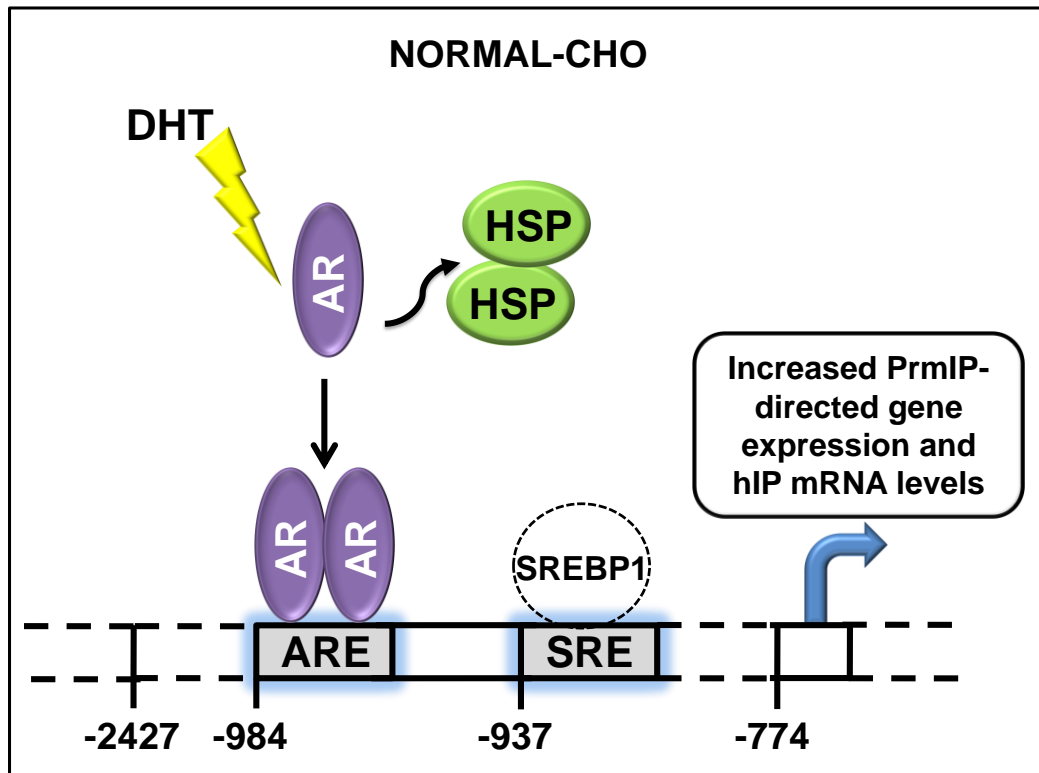 NORMAL-CHO
DHT
AR
HSP
HSP
Increased PrmIP-
directed gene
expression and
hIP mRNA levels
AR
AR
SREBP1
ARE
SRE
-2427
-984
-937
-774